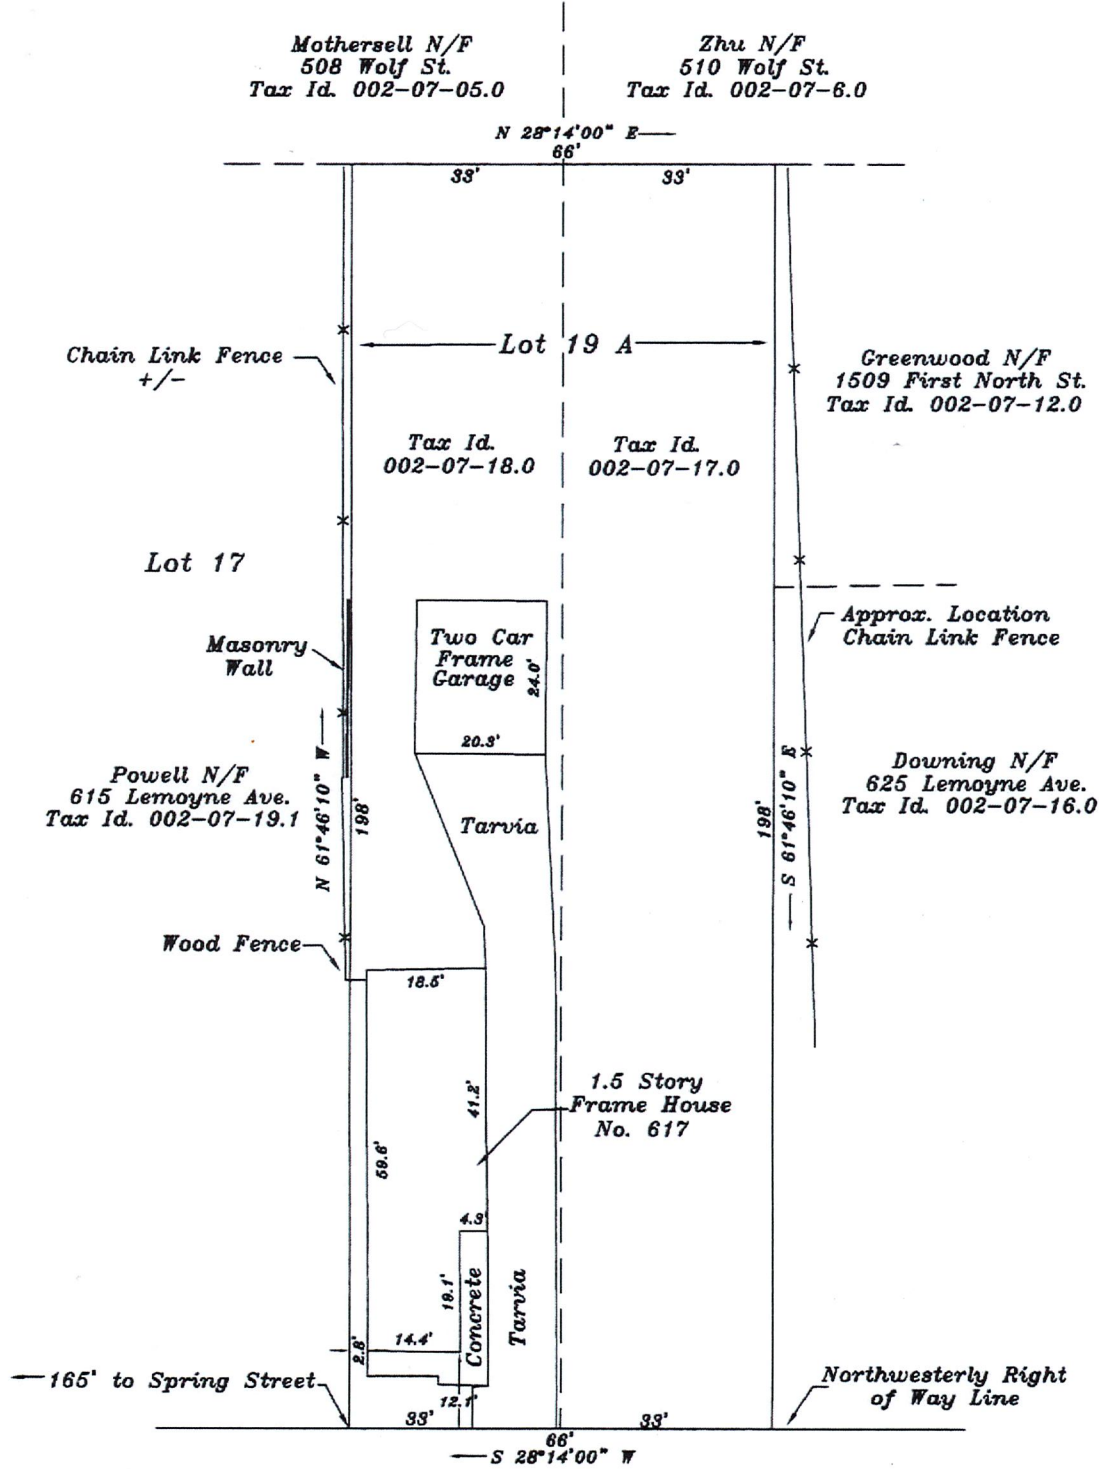 Mothersell N/F
508 Wolf St.
Tax Id. 002-07-05.0
Zhu N/F
510 Wolf St.
Tax Id. 002-07-6.0
N 28°14'00" E
66'
33'
33'
Lot 19 A
Chain Link Fence
+/-
Greenwood N/F
1509 First North St.
Tax Id. 002-07-12.0
Tax Id.
002-07-18.0
Tax Id.
002-07-17.0
Lot 17
Approx. Location
Chain Link Fence
Masonry
Wall
Two Car
Frame
Garage
24.0'
20.3'
N 61°46'10" W
198'
Powell N/F
615 Lemoyne Ave.
Tax Id. 002-07-19.1
Tarvia
198'
S 61°46'10" E
Downing N/F
625 Lemoyne Ave.
Tax Id. 002-07-16.0
Wood Fence
18.5'
41.2'
1.5 Story
Frame House
No. 617
59.6'
4.3'
19.1'
Concrete
Tarvia
14.4'
2.8'
165' to Spring Street
12.1'
Northwesterly Right
of Way Line
33'
33'
66'
S 28°14'00" W